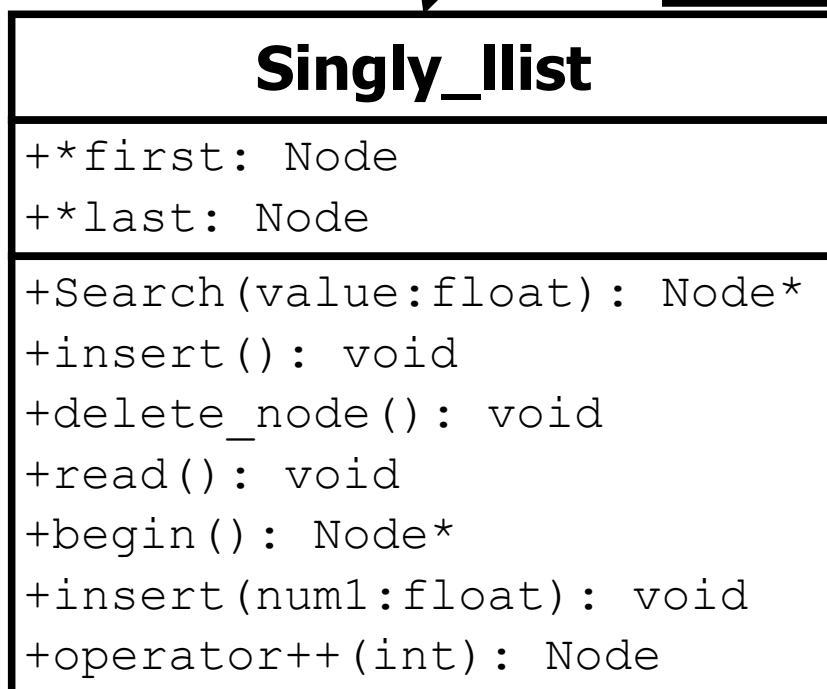 Singly_llist
+*first: Node
+*last: Node
+Search(value:float): Node*
+insert(): void
+delete_node(): void
+read(): void
+begin(): Node*
+insert(num1:float): void
+operator++(int): Node